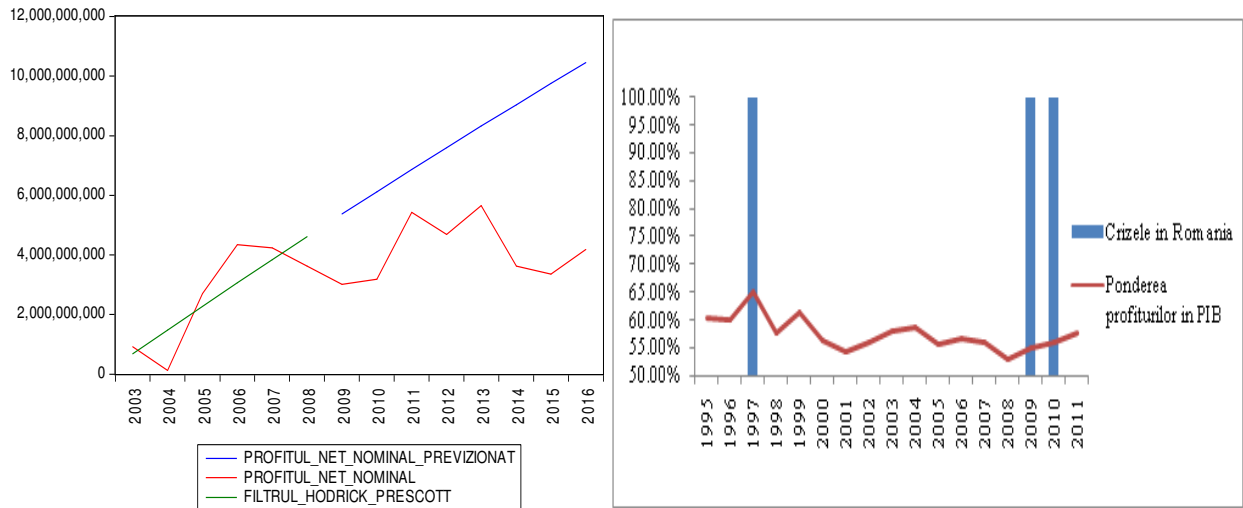 12,000,000,000
10,000,000,000
8,000,000,000
6,000,000,000
4,000,000,000
2,000,000,000
0
2003 2004 2005 2006 2007 2008 2009 2010 2011 2012 2013 2014 2015 2016
PROFITUL_NET_NOMINAL_PREVIZIONAT
PROFITUL_NET_NOMINAL
FILTRUL_HODRICK_PRESCOTT
100.00%
95.00%
90.00%
85.00%
80.00%
75.00%
70.00%
65.00%
60.00%
55.00%
50.00%
1995 1996 1997 1998 1999 2000 2001 2002 2003 2004 2005 2006 2007 2008 2009 2010 2011
Crizele in Romania
Ponderea
profiturilor in PIB